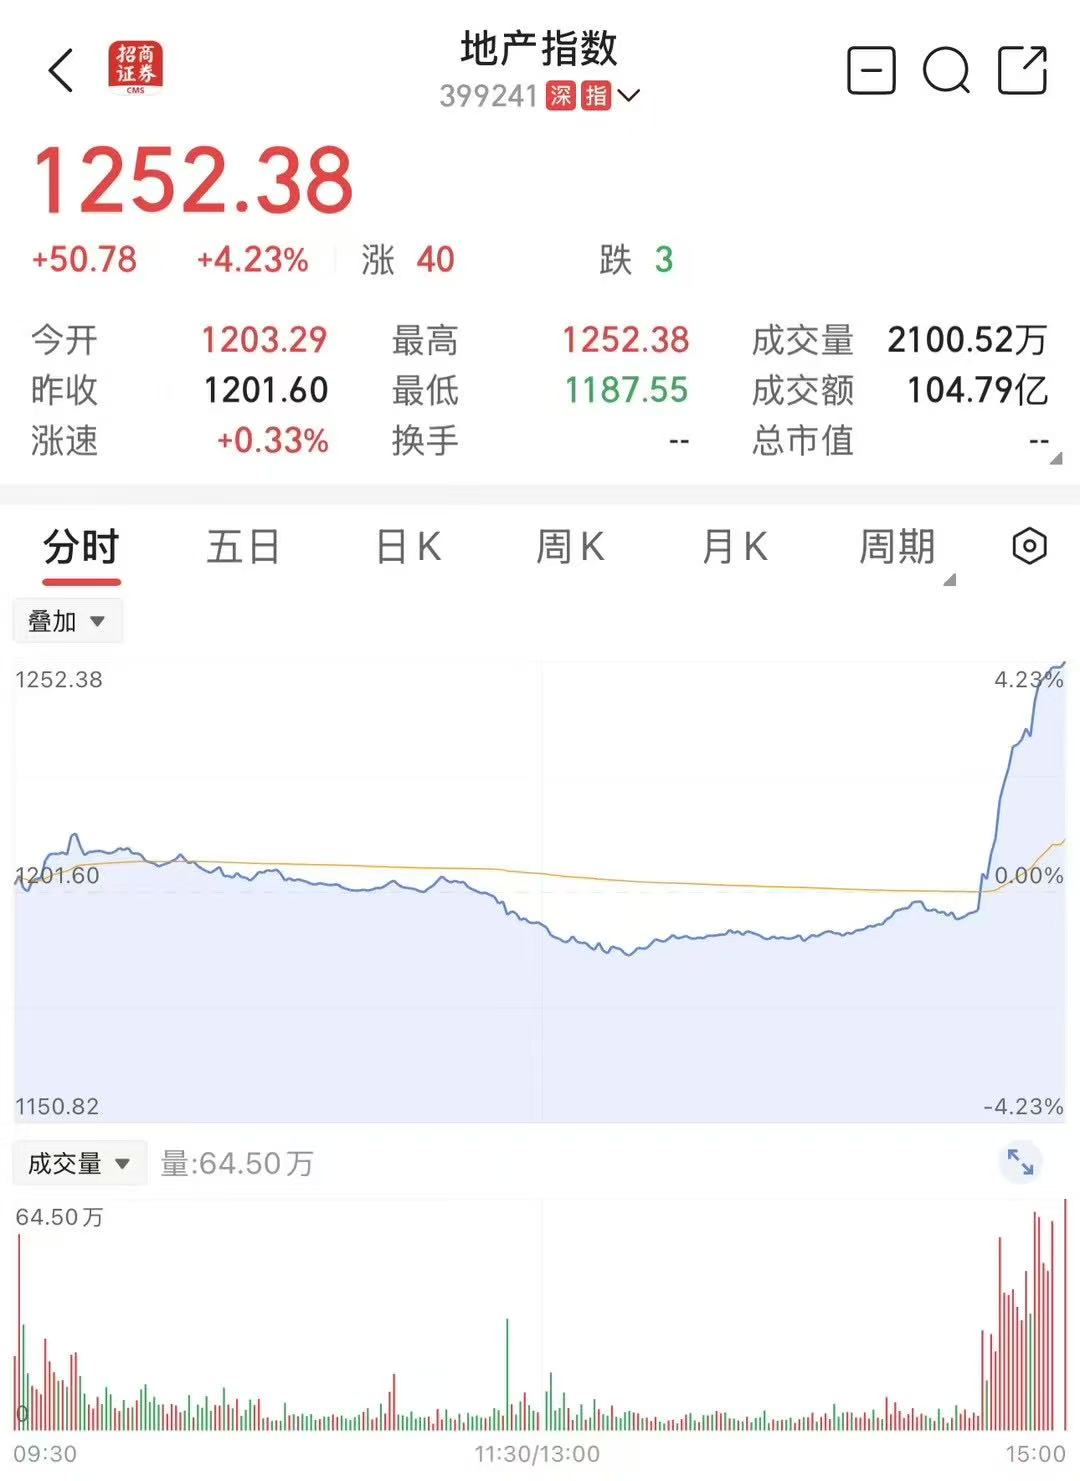 招商证券
CMS
地产指数
399241 深 指
1252.38
+50.78 +4.23% 涨 40 跌 3
今开 1203.29 最高 1252.38 成交量 2100.52万
昨收 1201.60 最低 1187.55 成交额 104.79亿
涨速 +0.33% 换手 -- 总市值 --
分时 五日 日K 周K 月K 周期
叠加
1252.38 4.23%
1201.60 0.00%
1150.82 -4.23%
成交量 量:64.50万
64.50万
0
09:30 11:30/13:00 15:00